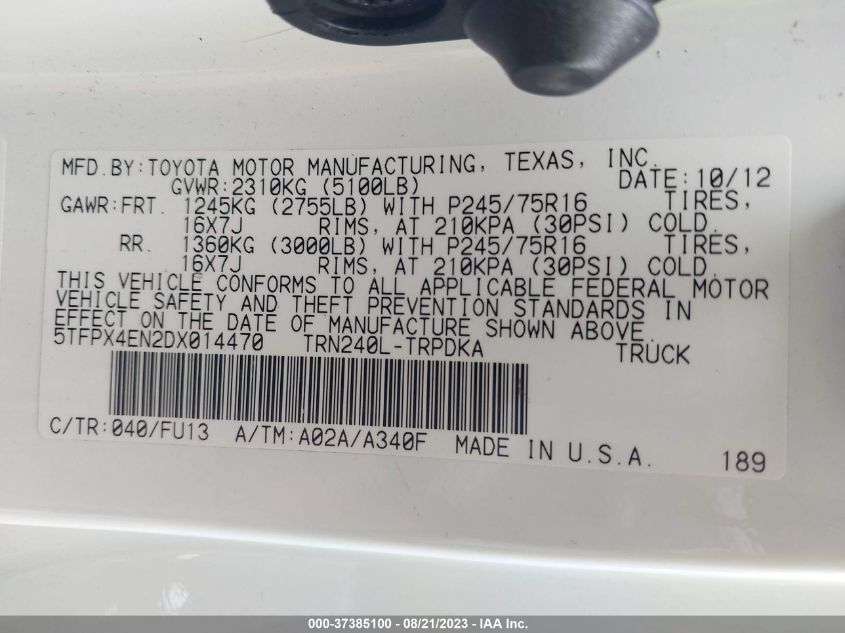 MFD.BY:TOYOTA MOTOR MANUFACTURING, TEXAS, INC.
GVWR:2310KG (5100LB) DATE:10/12
GAWR:FRT. 1245KG (2755LB) WITH P245/75R16 TIRES,
16X7J RIMS, AT 210KPA (30PSI) COLD.
RR. 1360KG (3000LB) WITH P245/75R16 TIRES,
16X7J RIMS, AT 210KPA (30PSI) COLD.
THIS VEHICLE CONFORMS TO ALL APPLICABLE FEDERAL MOTOR
VEHICLE SAFETY AND THEFT PREVENTION STANDARDS IN
EFFECT ON THE DATE OF MANUFACTURE SHOWN ABOVE.
5TFPX4EN2DX014470 TRN240L-TRPDKA TRUCK
C/TR:040/FU13 A/TM:A02A/A340F MADE IN U.S.A. 189
000-37385100 - 08/21/2023 - IAA Inc.